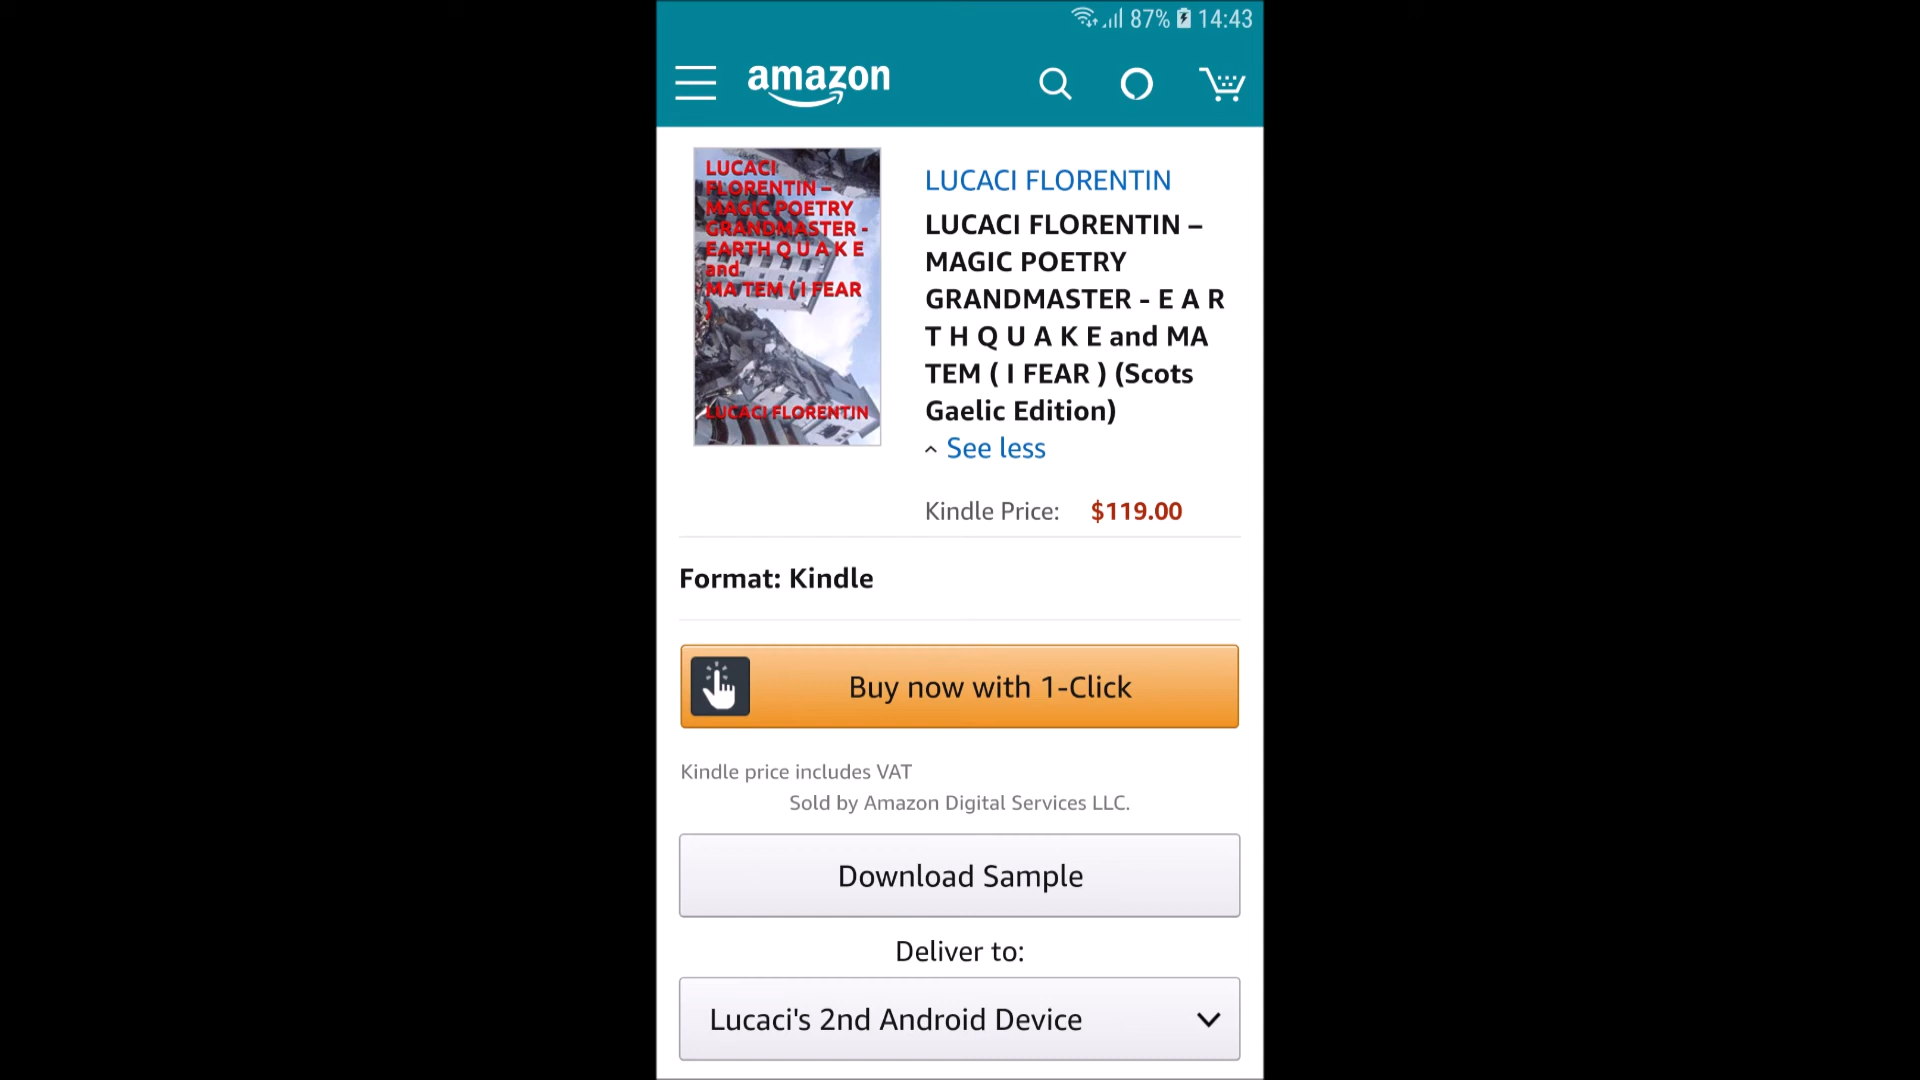 87% 14:43
amazon
LUCACI
FLORENTIN –
MAGIC POETRY
GRANDMASTER -
EARTH Q U A K E
and
MA TEM ( I FEAR
)
LUCACI FLORENTIN
LUCACI FLORENTIN
LUCACI FLORENTIN –
MAGIC POETRY
GRANDMASTER - E A R
T H Q U A K E and MA
TEM ( I FEAR ) (Scots
Gaelic Edition)
See less
Kindle Price: $119.00
Format: Kindle
Buy now with 1-Click
Kindle price includes VAT
Sold by Amazon Digital Services LLC.
Download Sample
Deliver to:
Lucaci's 2nd Android Device